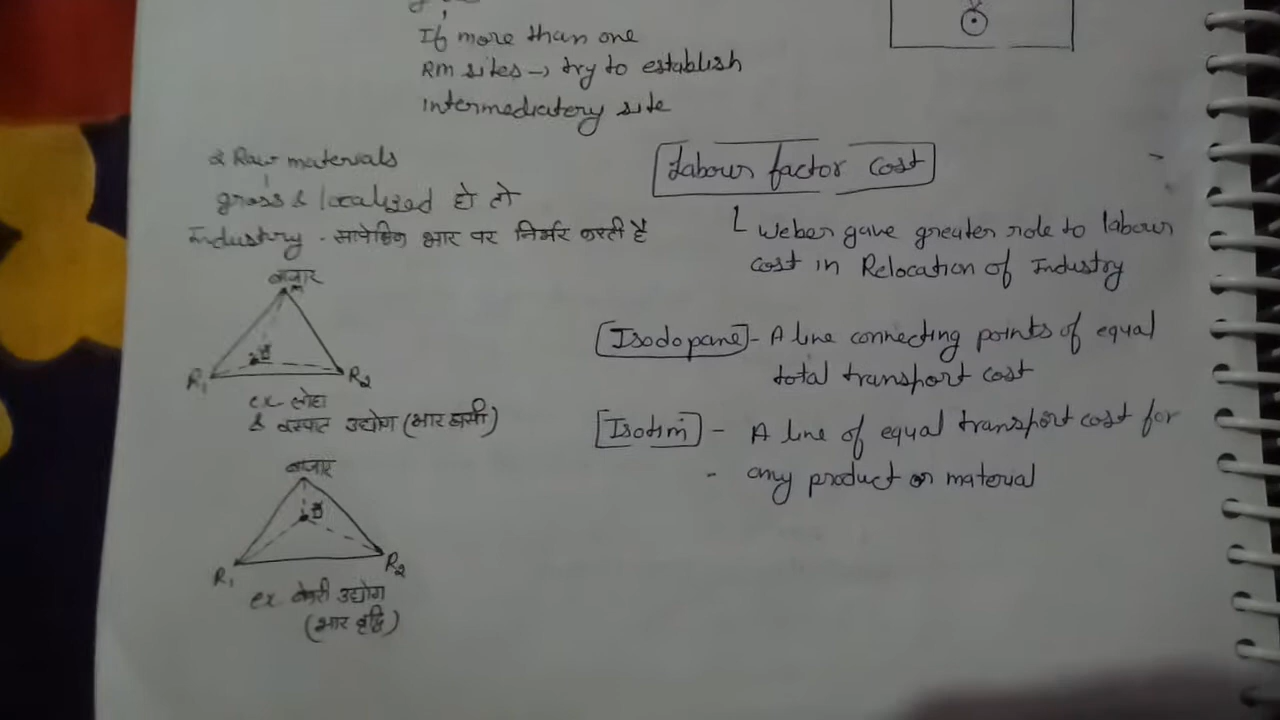 If more than one
RM sites → try to establish
intermediatery site
2 Raw materials
gross & localized हो तो
Industry - सापेक्षिक भार पर निर्भर करती है
बाजार
R1
R2
ex लोहा
& इस्पात उद्योग (भार ह्रासी)
बाजार
R1
R2
ex बेकरी उद्योग
(भार वृद्धि)
Labour factor cost
Weber gave greater role to labour
cost in Relocation of Industry
Isodopane - A line connecting points of equal
total transport cost
Isotim - A line of equal transport cost for
any product or material